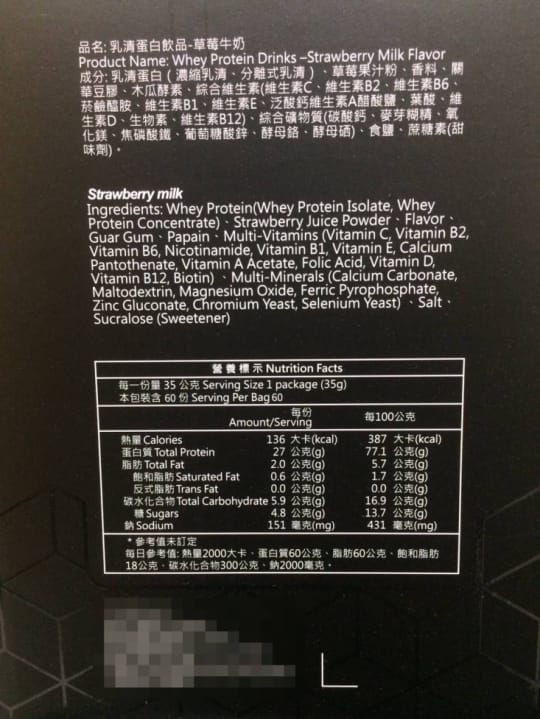 品名: 乳清蛋白飲品-草莓牛奶
Product Name: Whey Protein Drinks –Strawberry Milk Flavor
成分: 乳清蛋白 ( 濃縮乳清、分離式乳清 ) 、草莓果汁粉、香料、關
華豆膠、木瓜酵素、綜合維生素(維生素C、維生素B2、維生素B6、
菸鹼醯胺、維生素B1、維生素E、泛酸鈣維生素A醋酸鹽、葉酸、維
生素D、生物素、維生素B12)、綜合礦物質(碳酸鈣、麥芽糊精、氧
化鎂、焦磷酸鐵、葡萄糖酸鋅、酵母鉻、酵母硒)、食鹽、蔗糖素(甜
味劑)。
Strawberry milk
Ingredients: Whey Protein(Whey Protein Isolate, Whey
Protein Concentrate)、Strawberry Juice Powder、Flavor、
Guar Gum、Papain、Multi-Vitamins (Vitamin C, Vitamin B2,
Vitamin B6, Nicotinamide, Vitamin B1, Vitamin E, Calcium
Pantothenate, Vitamin A Acetate, Folic Acid, Vitamin D,
Vitamin B12, Biotin) 、Multi-Minerals (Calcium Carbonate,
Maltodextrin, Magnesium Oxide, Ferric Pyrophosphate,
Zinc Gluconate, Chromium Yeast, Selenium Yeast) 、Salt、
Sucralose (Sweetener)
營養標示 Nutrition Facts
每一份量 35 公克 Serving Size 1 package (35g)
本包裝含 60 份 Serving Per Bag 60
每份 每100公克
Amount/Serving
熱量 Calories 136 大卡(kcal) 387 大卡(kcal)
蛋白質 Total Protein 27 公克(g) 77.1 公克(g)
脂肪 Total Fat 2.0 公克(g) 5.7 公克(g)
飽和脂肪 Saturated Fat 0.6 公克(g) 1.7 公克(g)
反式脂肪 Trans Fat 0.0 公克(g) 0.0 公克(g)
碳水化合物 Total Carbohydrate 5.9 公克(g) 16.9 公克(g)
糖 Sugars 4.8 公克(g) 13.7 公克(g)
鈉 Sodium 151 毫克(mg) 431 毫克(mg)
* 參考值未訂定
每日參考值: 熱量2000大卡、蛋白質60公克、脂肪60公克、飽和脂肪
18公克、碳水化合物300公克、鈉2000毫克。